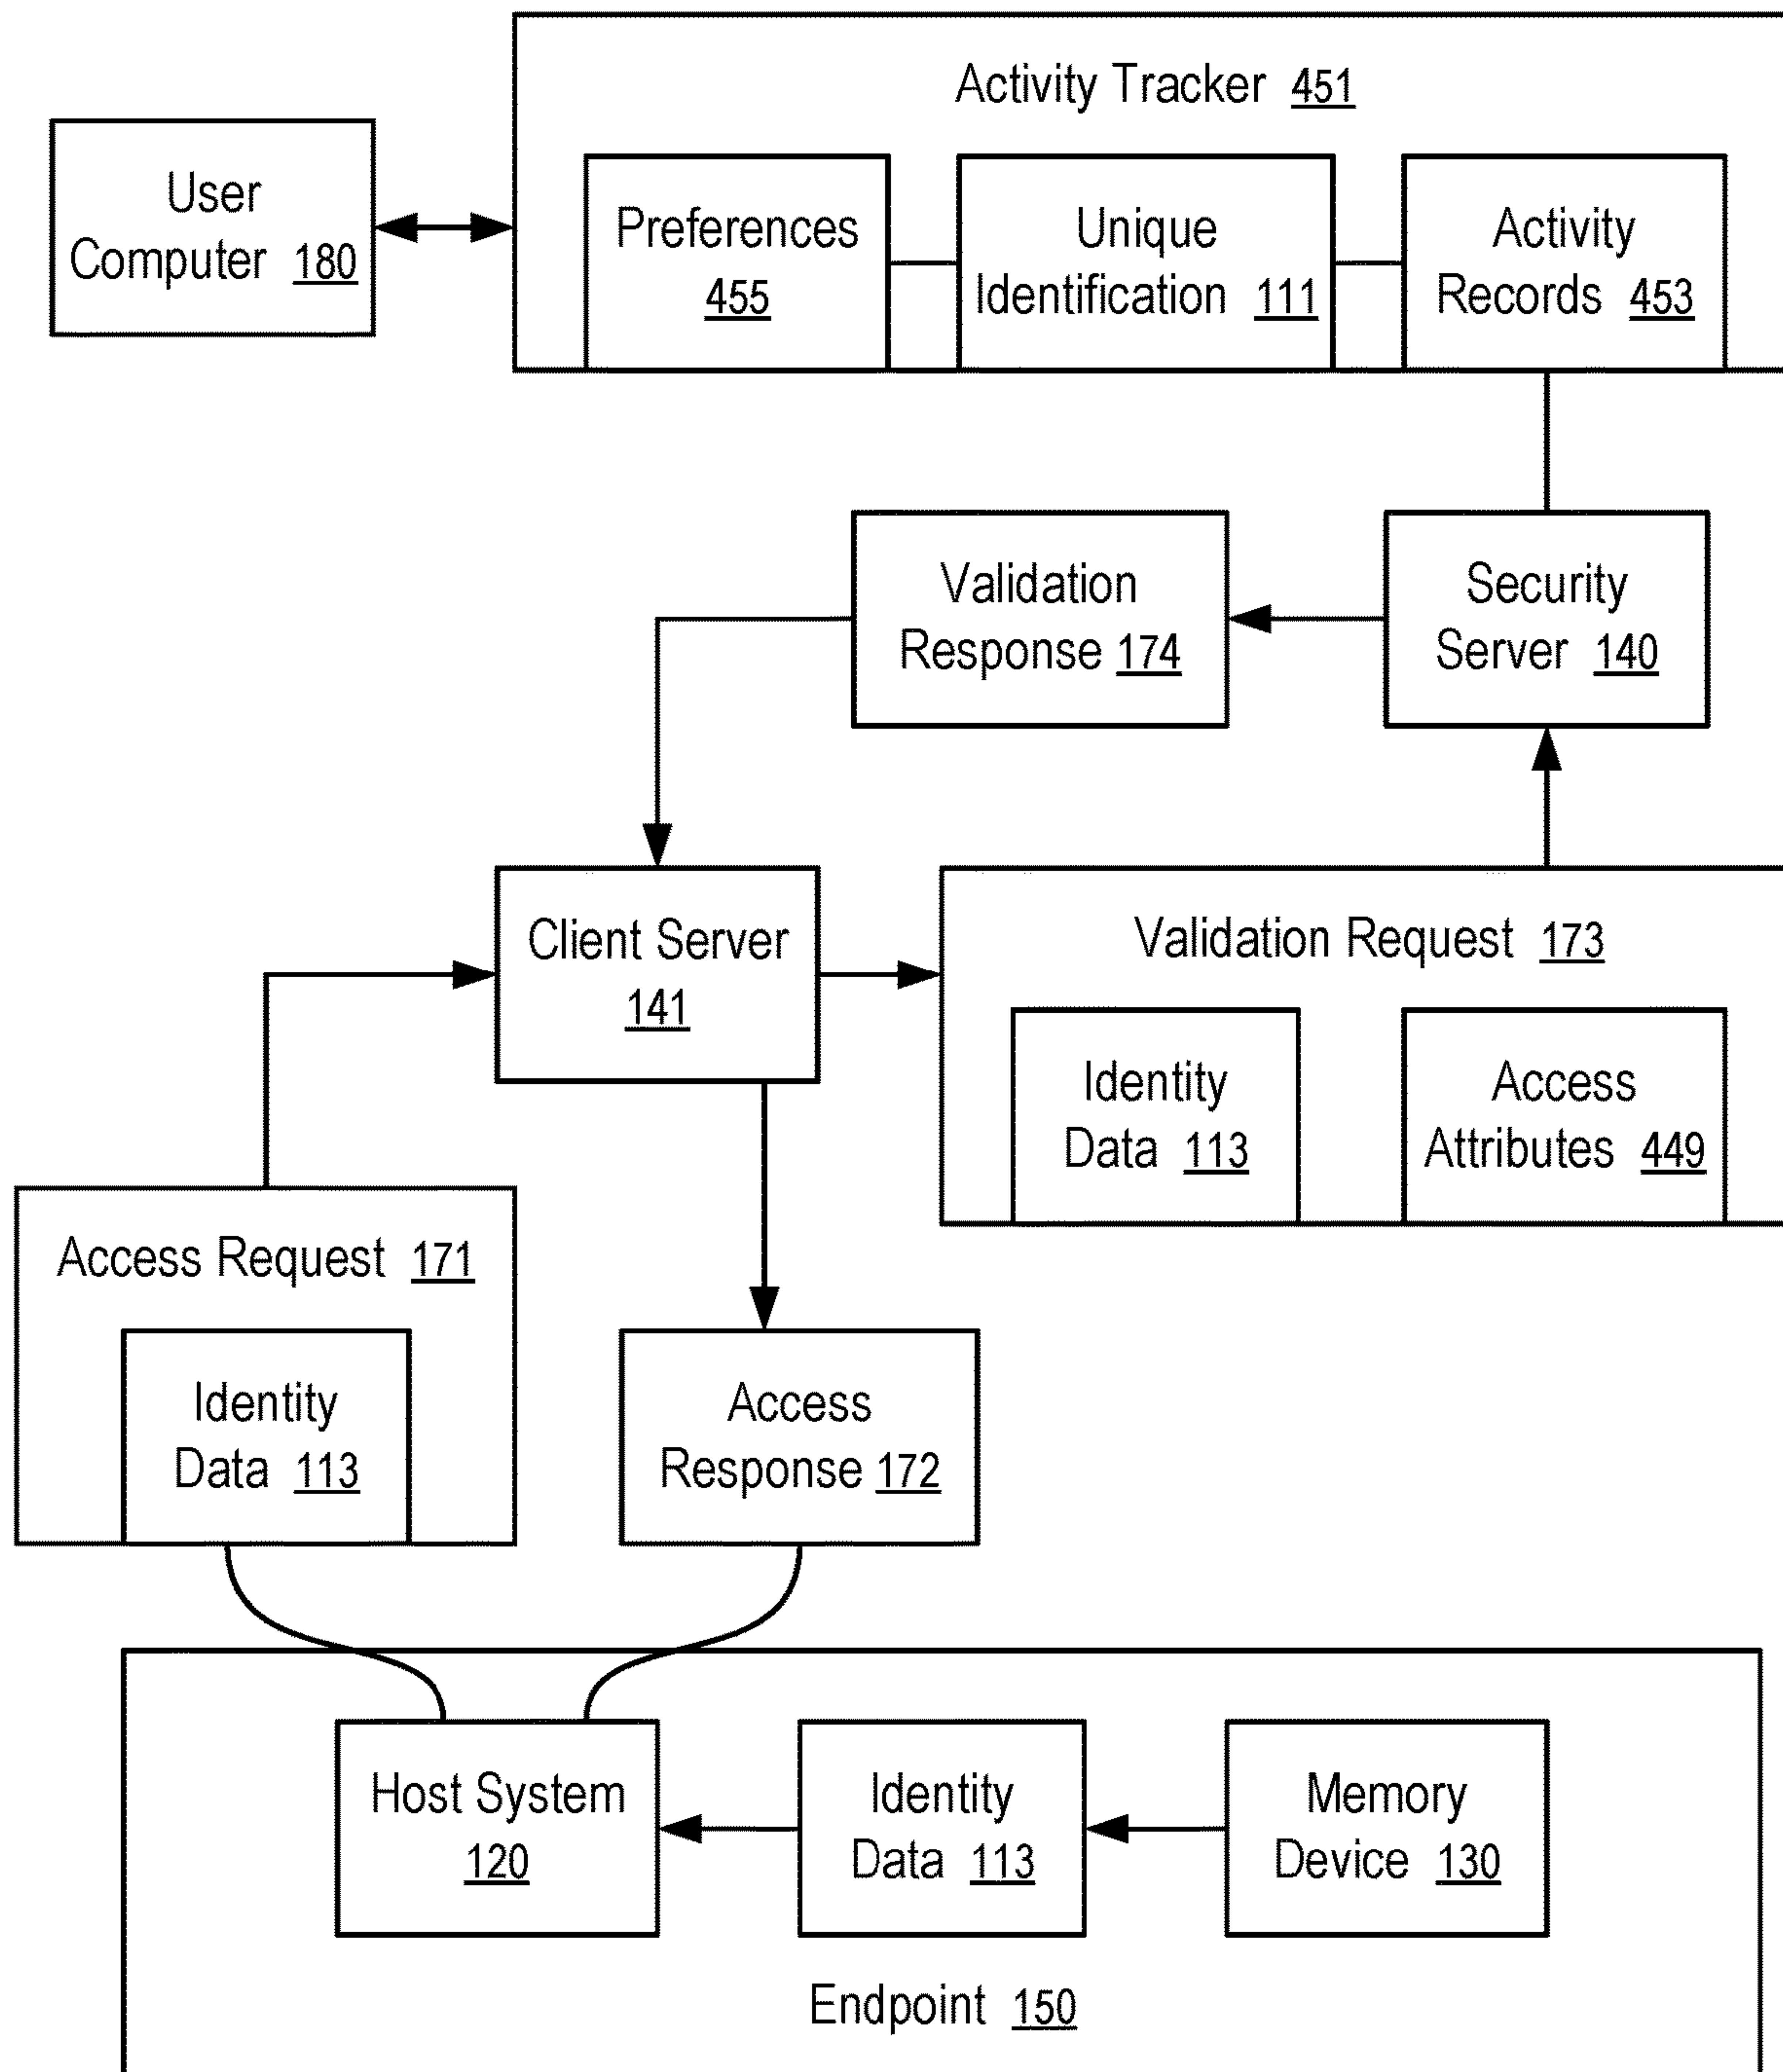 Activity Tracker 451
User
Computer 180
Preferences
455
Unique
Identification 111
Activity
Records 453
Validation
Response 174
Security
Server 140
Client Server
141
Validation Request 173
Identity
Data 113
Access
Attributes 449
Access Request 171
Identity
Data 113
Access
Response 172
Host System
120
Identity
Data 113
Memory
Device 130
Endpoint 150